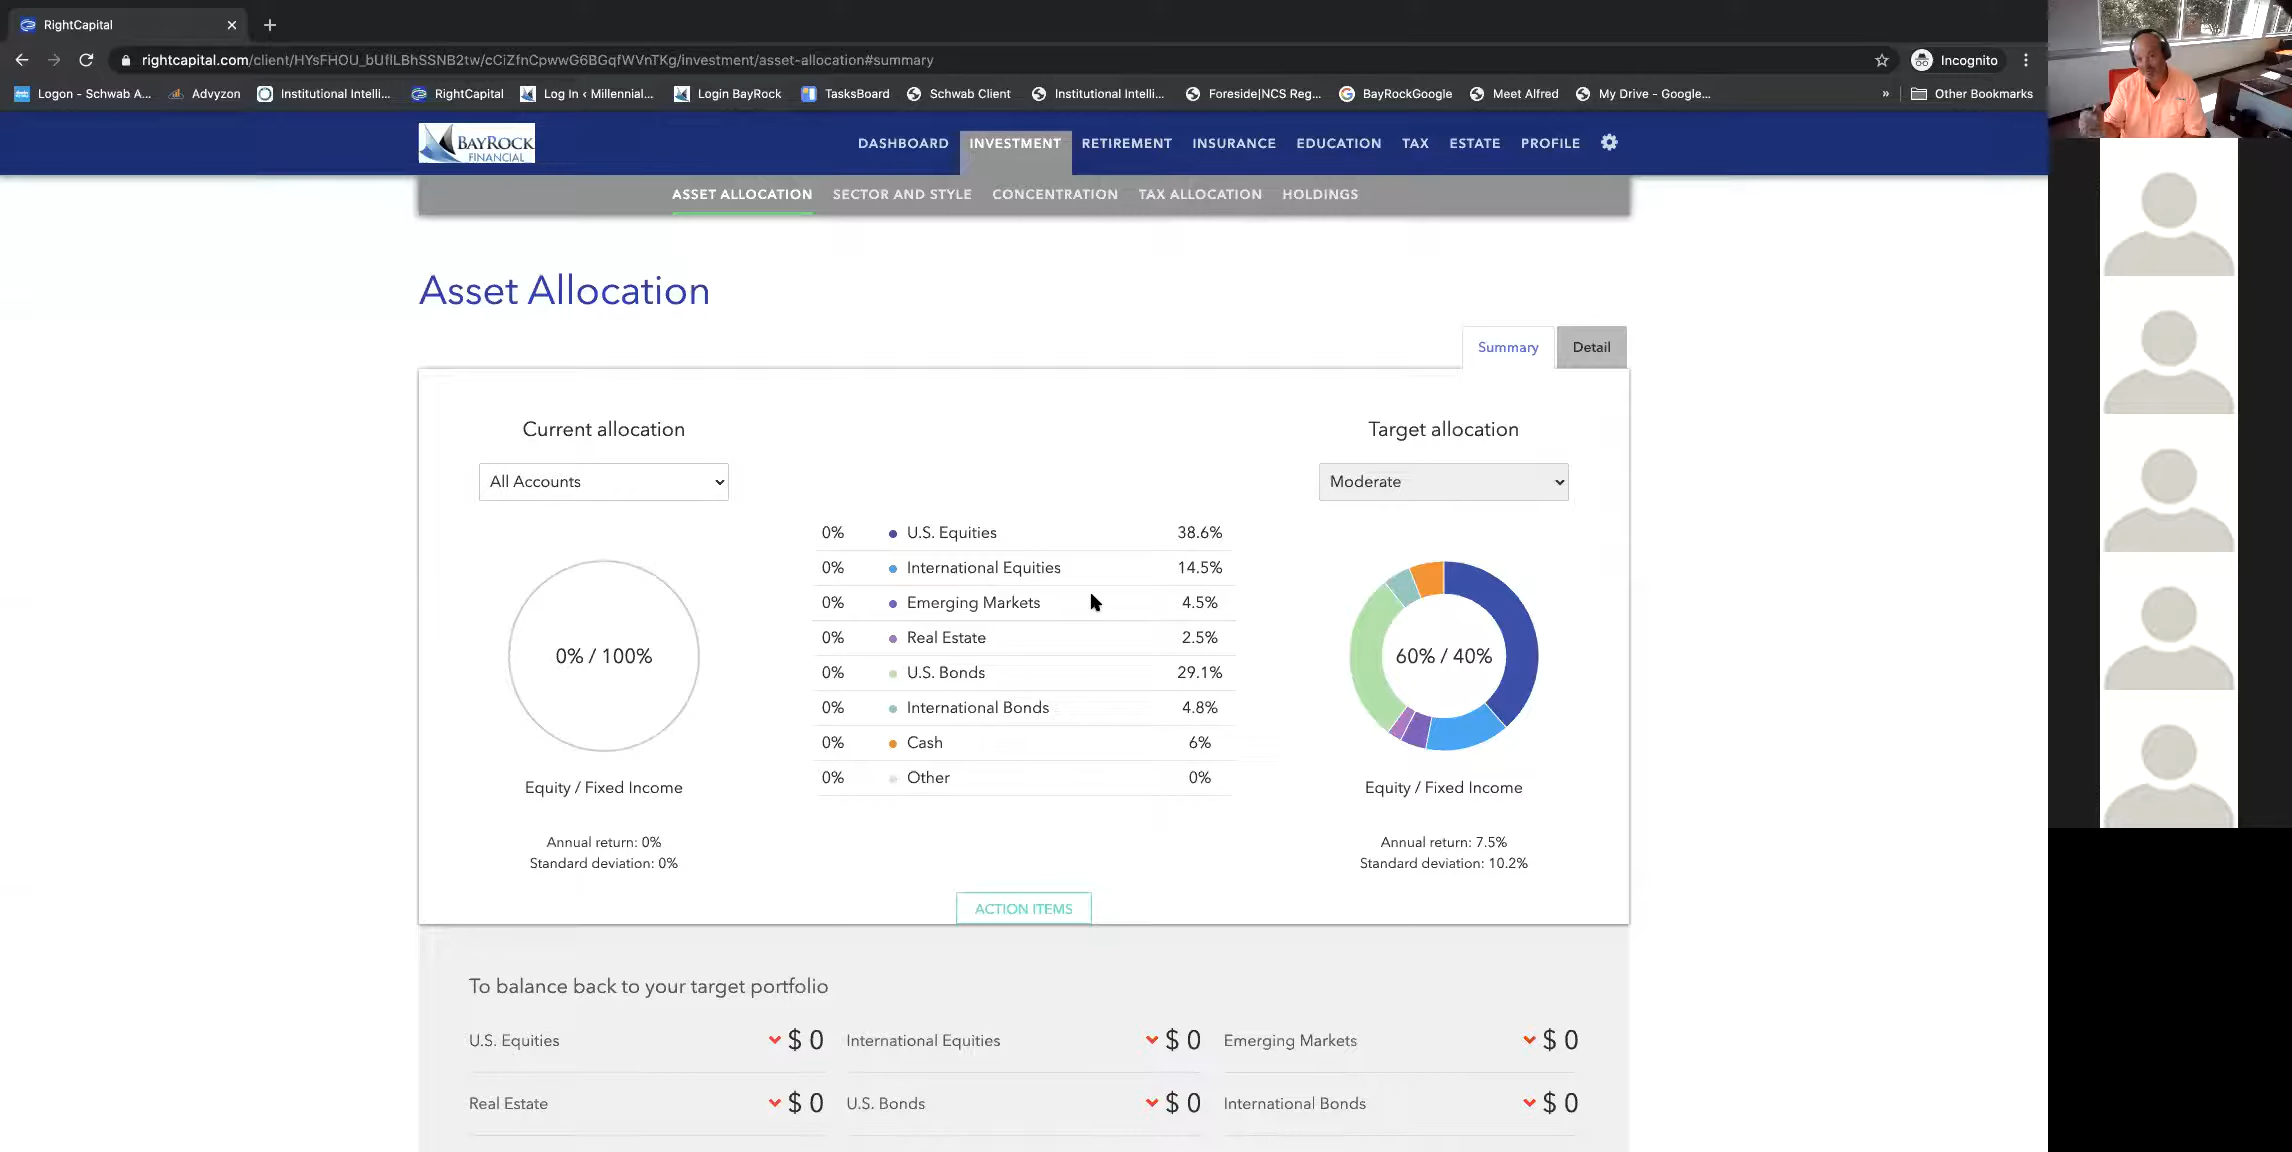 RightCapital
rightcapital.com/client/HYsFHOU_bUflLBhSSNB2tw/cCiZfnCpwwG6BGqfWVnTKg/investment/asset-allocation#summary
Incognito
Logon - Schwab A... Advyzon Institutional Intelli... RightCapital Log In ‹ Millennial... Login BayRock TasksBoard Schwab Client Institutional Intelli... Foreside|NCS Reg... BayRockGoogle Meet Alfred My Drive - Google... » Other Bookmarks
BAYROCK
FINANCIAL
DASHBOARD INVESTMENT RETIREMENT INSURANCE EDUCATION TAX ESTATE PROFILE
ASSET ALLOCATION SECTOR AND STYLE CONCENTRATION TAX ALLOCATION HOLDINGS
Asset Allocation
Summary Detail
Current allocation Target allocation
All Accounts Moderate
0% U.S. Equities 38.6%
0% International Equities 14.5%
0% Emerging Markets 4.5%
0% Real Estate 2.5%
0% U.S. Bonds 29.1%
0% International Bonds 4.8%
0% Cash 6%
0% Other 0%
0% / 100% 60% / 40%
Equity / Fixed Income Equity / Fixed Income
Annual return: 0% Annual return: 7.5%
Standard deviation: 0% Standard deviation: 10.2%
ACTION ITEMS
To balance back to your target portfolio
U.S. Equities $ 0 International Equities $ 0 Emerging Markets $ 0
Real Estate $ 0 U.S. Bonds $ 0 International Bonds $ 0